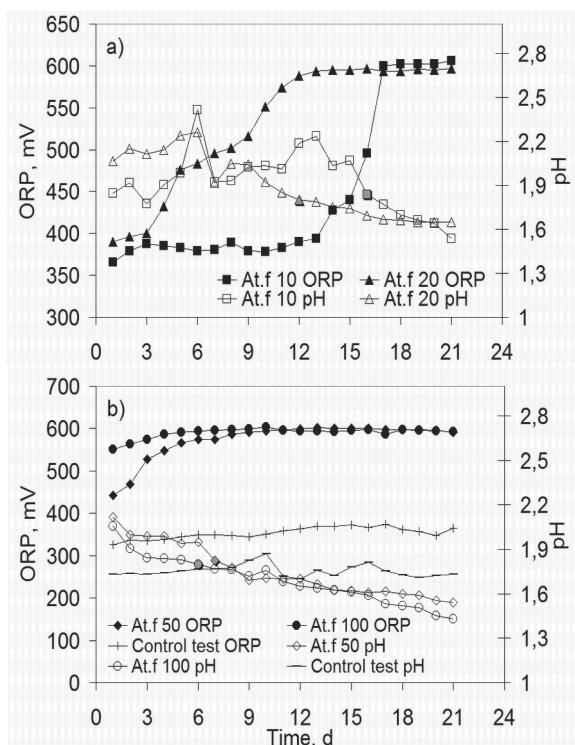 a)
650
600
550
500
450
400
350
300
ORP, mV
2,8
2,5
2,2
1,9
1,6
1,3
1
pH
At.f 10 ORP At.f 20 ORP
At.f 10 pH At.f 20 pH
0 3 6 9 12 15 18 21 24
b)
700
600
500
400
300
200
100
0
ORP, mV
2,8
2,5
2,2
1,9
1,6
1,3
1
pH
At.f 50 ORP At.f 100 ORP
Control test ORP At.f 50 pH
At.f 100 pH Control test pH
0 3 6 9 12 15 18 21 24
Time, d